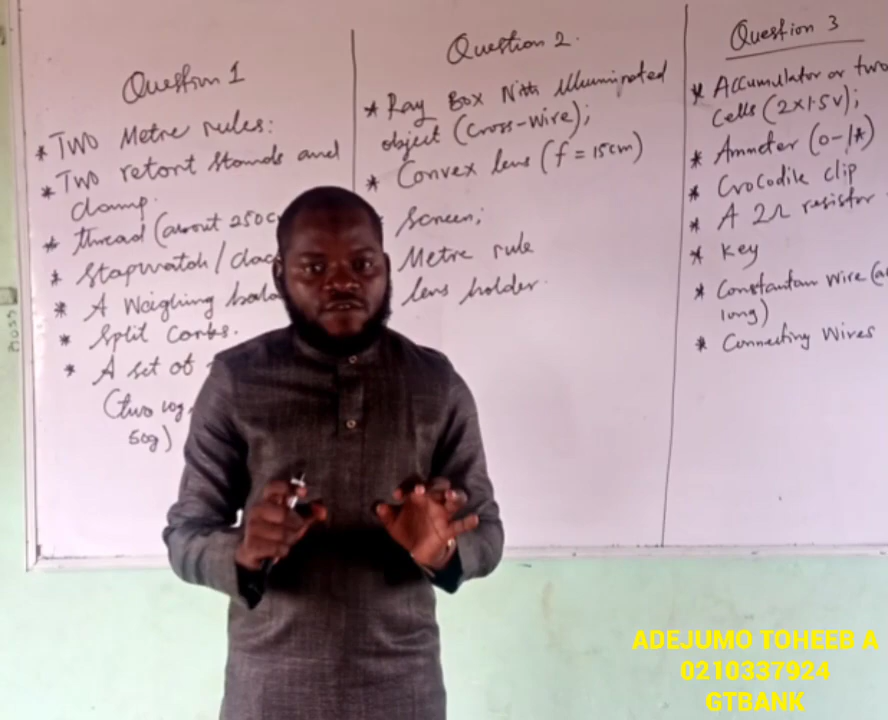 Question 1
* Two Metre rules:
* Two retort stands and
clamp.
* thread (about 250c
* Stopwatch/cloc
* A Weighing bala
* Split Corks.
* A set of
(two 10g,
50g)
Question 2.
* Ray Box With Illuminated
object (Cross-wire);
* Convex lens (f = 15cm)
Screen;
Metre rule
lens holder.
Question 3
* Accumulator or two
Cells (2x1.5v);
* Ammeter (0-1A)
* Crocodile clip
* A 2Ω resistor
* Key
* Constantan Wire (
long)
* Connecting Wires
ADEJUMO TOHEEB A
0210337924
GTBANK